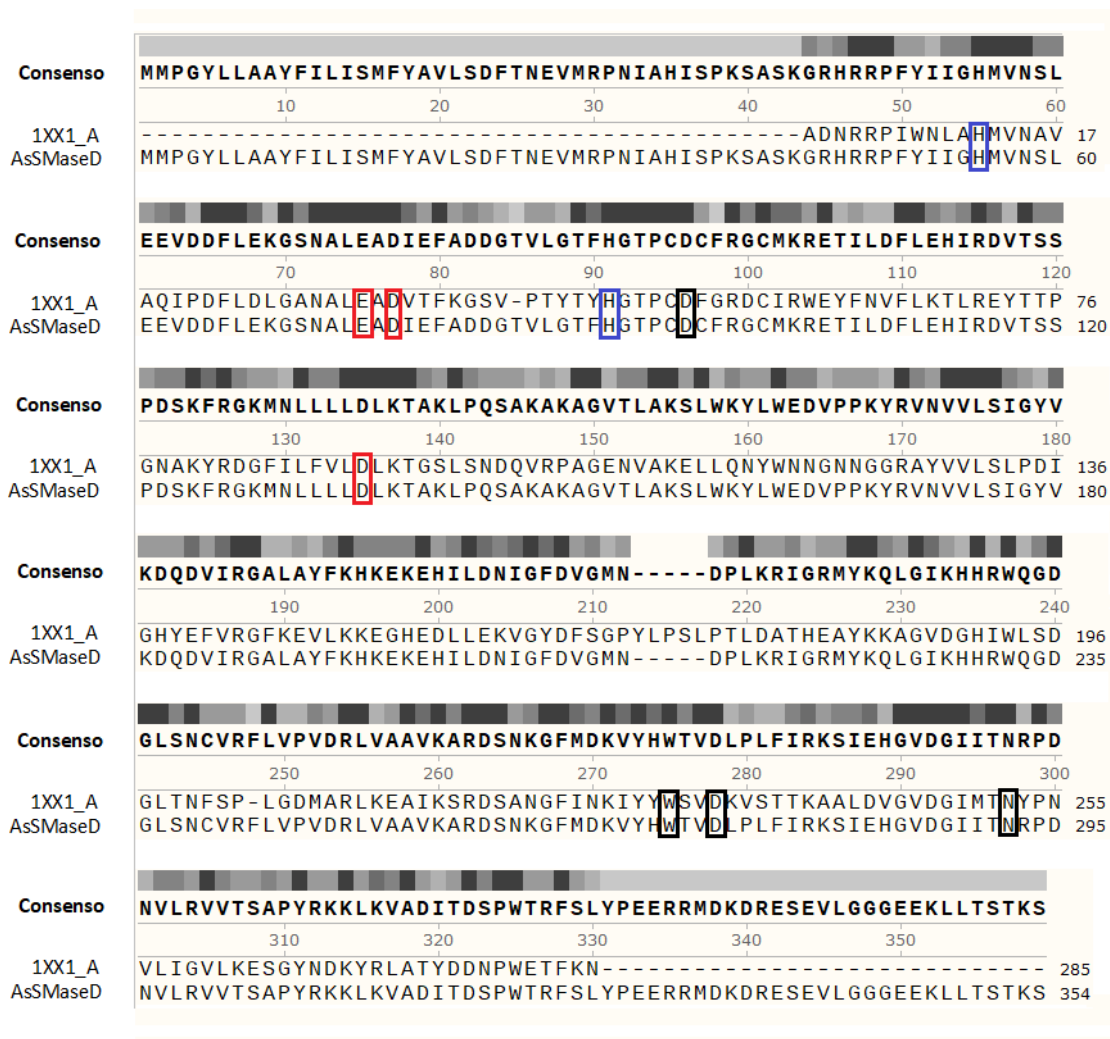 Consenso MMPGYLLAAYFILISMFYAVLSDFTNEVMRPNIAHISPKSASKGRHRRPFYIIGHMVNSL
10 20 30 40 50 60
1XX1_A -------------------------------------------ADNRRPIWNLAHMVNAV 17
AsSMaseD MMPGYLLAAYFILISMFYAVLSDFTNEVMRPNIAHISPKSASKGRHRRPFYIIGHMVNSL 60
Consenso EEVDDFLEKGSNALEADIEFADDGTVLGTFHGTPCDCFRGCMKRETILDFLEHIRDVTSS
70 80 90 100 110 120
1XX1_A AQIPDFLDLGANALEADVTFKGSV-PTYTYHGTPCDFGRDCIRWEYFNVFLKTLREYTTP 76
AsSMaseD EEVDDFLEKGSNALEADIEFADDGTVLGTFHGTPCDCFRGCMKRETILDFLEHIRDVTSS 120
Consenso PDSKFRGKMNLLLLDLKTAKLPQSAKAKAGVTLAKSLWKYLWEDVPPKYRVNVVLSIGYV
130 140 150 160 170 180
1XX1_A GNAKYRDGFILFVLDLKTGSLSNDQVRPAGENVAKELLQNYWNNGNNGGRAYVVLSLPDI 136
AsSMaseD PDSKFRGKMNLLLLDLKTAKLPQSAKAKAGVTLAKSLWKYLWEDVPPKYRVNVVLSIGYV 180
Consenso KDQDVIRGALAYFKHKEKEHILDNIGFDVGMN-----DPLKRIGRMYKQLGIKHHRWQGD
190 200 210 220 230 240
1XX1_A GHYEFVRGFKEVLKKEGHEDLLEKVGYDFSGPYLPSLPTLDATHEAYKKAGVDGHIWLSD 196
AsSMaseD KDQDVIRGALAYFKHKEKEHILDNIGFDVGMN-----DPLKRIGRMYKQLGIKHHRWQGD 235
Consenso GLSNCVRFLVPVDRLVAAVKARDSNKGFMDKVYHWTVDLPLFIRKSIEHGVDGIITNRPD
250 260 270 280 290 300
1XX1_A GLTNFSP-LGDMARLKEAIKSRDSANGFINKIYYWSVDKVSTTKAALDVGVDGIMTNYPN 255
AsSMaseD GLSNCVRFLVPVDRLVAAVKARDSNKGFMDKVYHWTVDLPLFIRKSIEHGVDGIITNRPD 295
Consenso NVLRVVTSAPYRKKLKVADITDSPWTRFSLYPEERRMDKDRESEVLGGGEEKLLTSTKS
310 320 330 340 350
1XX1_A VLIGVLKESGYNDKYRLATYDDNPWETFKN----------------------------- 285
AsSMaseD NVLRVVTSAPYRKKLKVADITDSPWTRFSLYPEERRMDKDRESEVLGGGEEKLLTSTKS 354